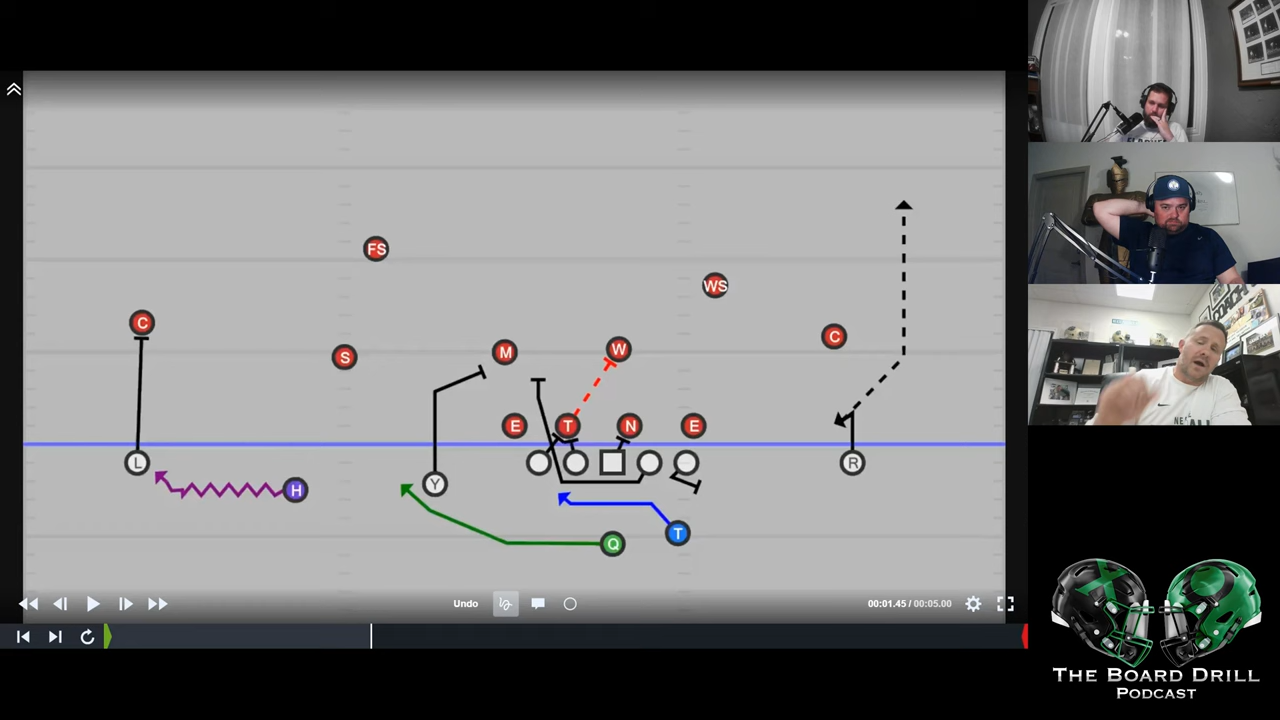 FS
WS
C
C
S
M
W
E
T
N
E
L
R
H
Y
T
Q
Undo
00:01.45 / 00:05.00
THE BOARD DRILL
PODCAST